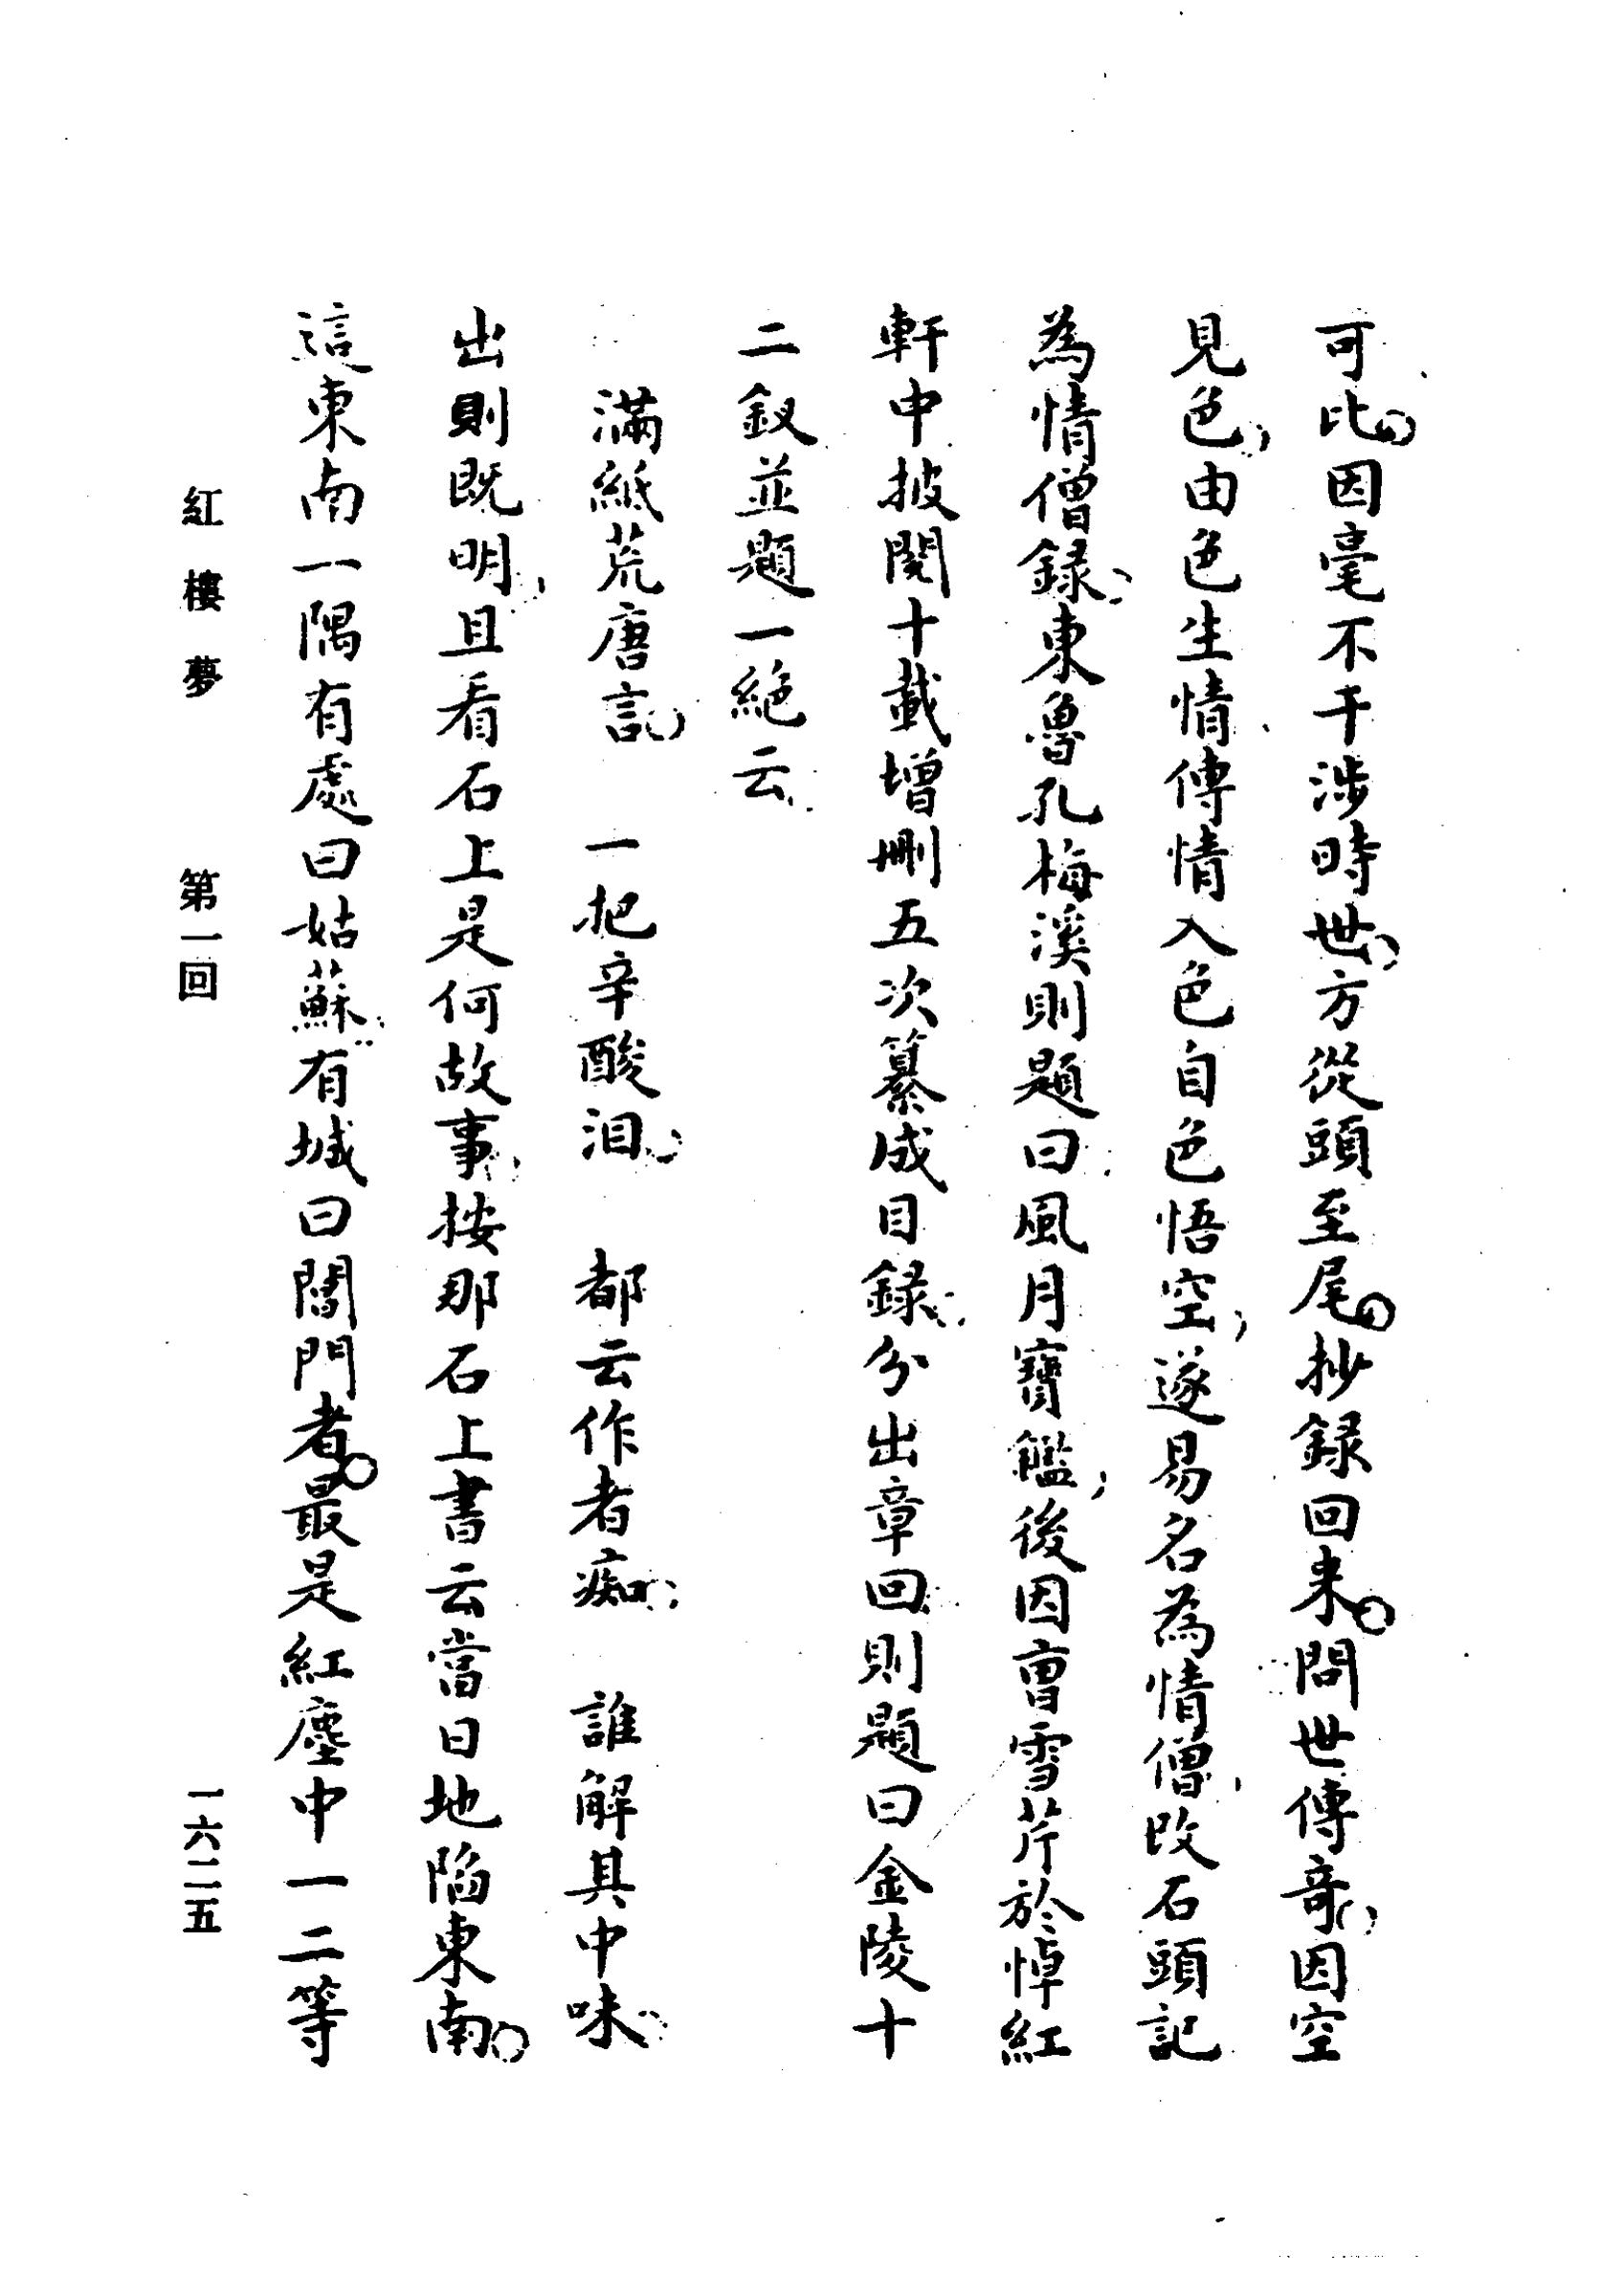 可比因毫不干涉時世方從頭至尾抄錄回来問世傳竒因空
見色由色生情傳情入色自色悟空遂易名為情僧改石頭記
為情僧錄東魯孔梅溪則題曰風月寶鑑後因曹雪芹於悼紅
軒中披閱十載增刪五次纂成目錄分出章回則題曰金陵十
二釵並題一絕云
滿紙荒唐言　一把辛酸泪　都云作者痴　誰解其中味
出則既明且看石上是何故事按那石上書云當日地陷東南
這東南一隅有處曰姑蘇有城曰閶門者最是紅塵中一二等
紅樓夢　第一回　一六二五